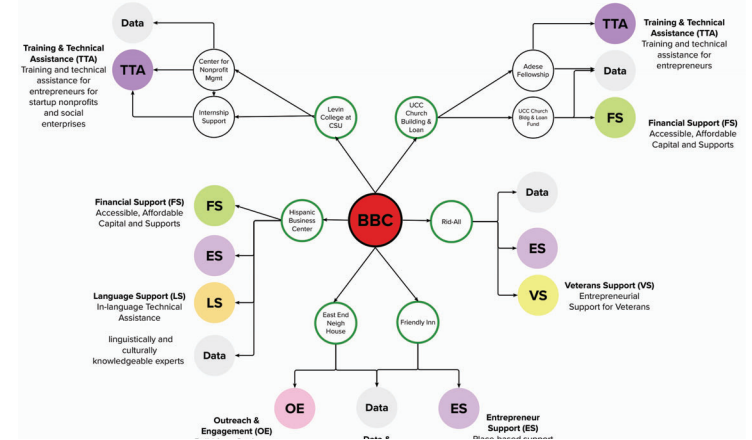 Data
Training & Technical
Assistance (TTA)
Training and technical
assistance for
entrepreneurs for
startup nonprofits
and social
enterprises
TTA
Center for
Nonprofit
Mgmt
Internship
Support
Levin
College at
CSU
UCC
Church
Building &
Loan
Adese
Fellowship
UCC Church
Bldg & Loan
Fund
TTA
Training & Technical
Assistance (TTA)
Training and technical
assistance for
entrepreneurs
Data
FS
Financial Support (FS)
Accessible, Affordable
Capital and Supports
Financial Support (FS)
Accessible, Affordable
Capital and Supports
FS
ES
Language Support (LS)
In-language Technical
Assistance
LS
linguistically and
culturally
knowledgeable experts
Data
Hispanic
Business
Center
BBC
Rid-All
Data
ES
VS
Veterans Support (VS)
Entrepreneurial
Support for Veterans
East End
Neigh
House
Friendly Inn
OE
Data
ES
Outreach &
Engagement (OE)
Data &
Entrepreneur
Support (ES)
Place-based support